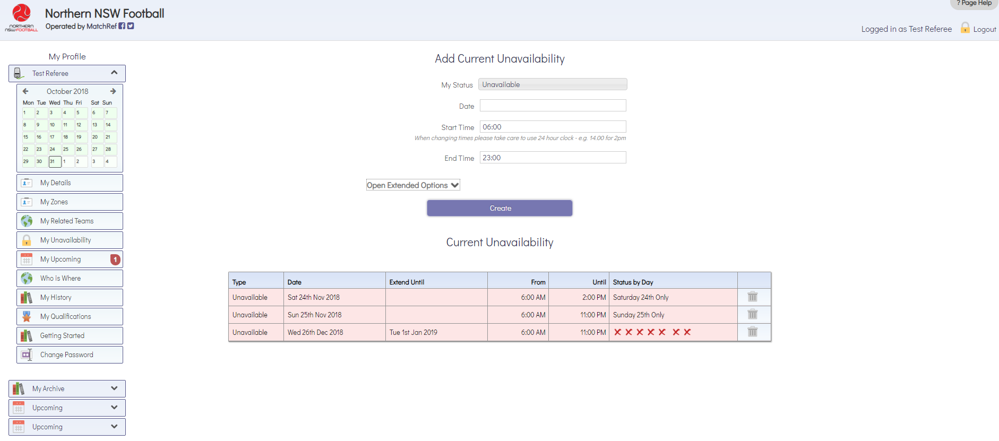 ? Page Help
Northern NSW Football
Operated by MatchRef
NORTHERN
NSWFOOTBALL
Logged in as Test Referee
Logout
My Profile
Test Referee
October 2018
Mon Tue Wed Thu Fri Sat Sun
1 2 3 4 5 6 7
8 9 10 11 12 13 14
15 16 17 18 19 20 21
22 23 24 25 26 27 28
29 30 31 1 2 3 4
My Details
My Zones
My Related Teams
My Unavailability
My Upcoming 1
Who is Where
My History
My Qualifications
Getting Started
Change Password
My Archive
Upcoming
Upcoming
Add Current Unavailability
My Status Unavailable
Date
Start Time 06:00
When changing times please take care to use 24 hour clock - e.g. 14.00 for 2pm
End Time 23:00
Open Extended Options
Create
Current Unavailability
Type Date Extend Until From Until Status by Day
Unavailable Sat 24th Nov 2018 6:00 AM 2:00 PM Saturday 24th Only
Unavailable Sun 25th Nov 2018 6:00 AM 11:00 PM Sunday 25th Only
Unavailable Wed 26th Dec 2018 Tue 1st Jan 2019 6:00 AM 11:00 PM